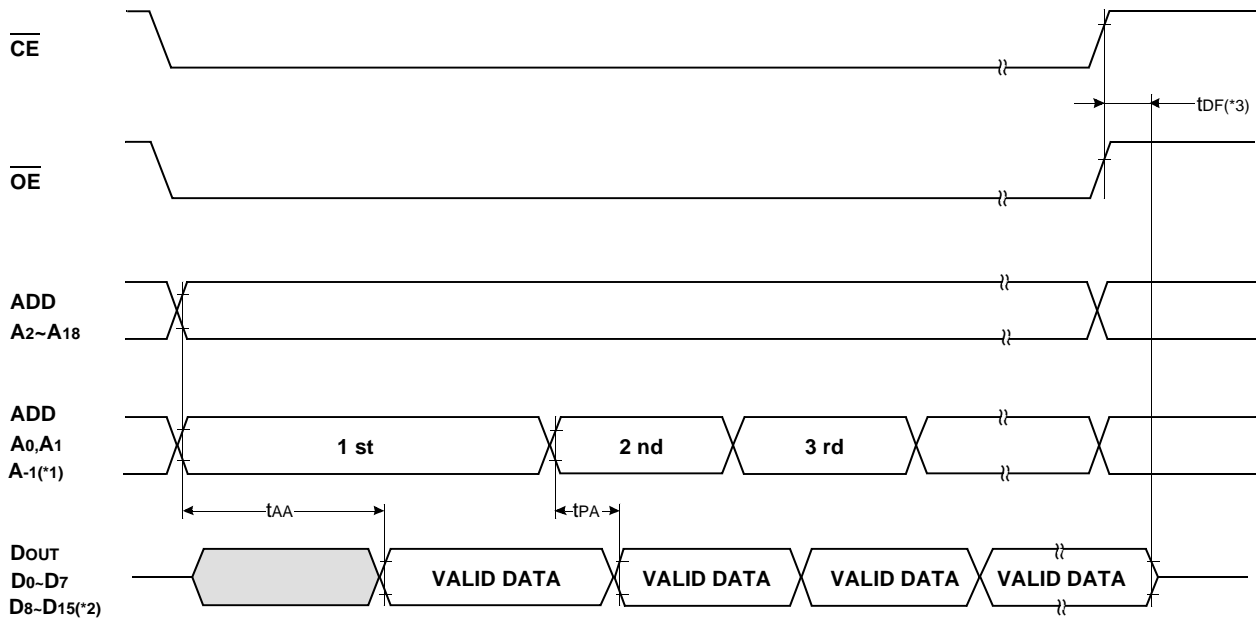 CE
tDF(*3)
OE
ADD
A2~A18
ADD
A0,A1
A-1(*1)
1 st
2 nd
3 rd
tAA
tPA
DOUT
D0~D7
D8~D15(*2)
VALID DATA
VALID DATA
VALID DATA
VALID DATA